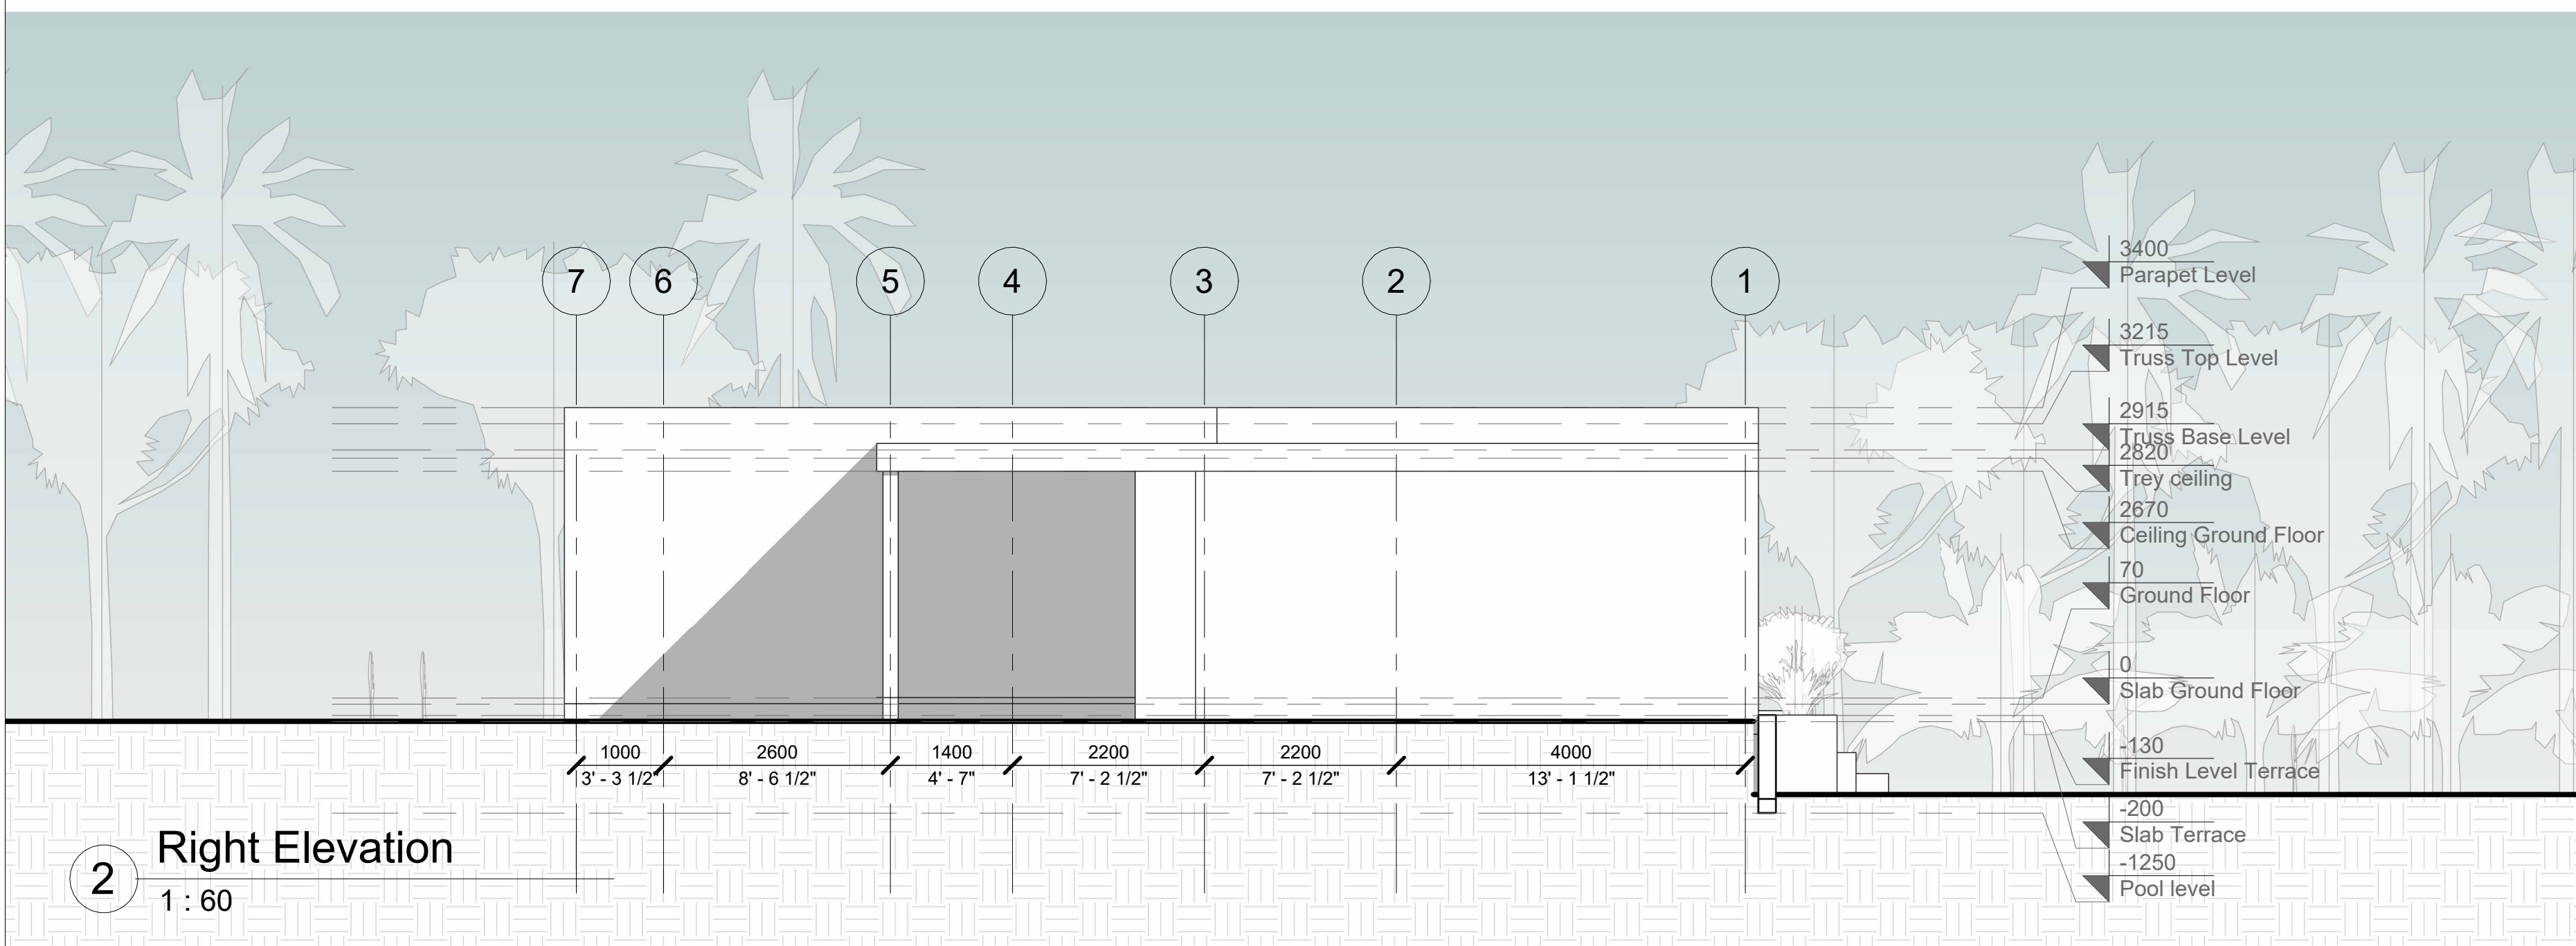 7 6 5 4 3 2 1
3400
Parapet Level
3215
Truss Top Level
2915
Truss Base Level
2820
Trey ceiling
2670
Ceiling Ground Floor
70
Ground Floor
0
Slab Ground Floor
-130
Finish Level Terrace
-200
Slab Terrace
-1250
Pool level
1000 2600 1400 2200 2200 4000
3' - 3 1/2" 8' - 6 1/2" 4' - 7" 7' - 2 1/2" 7' - 2 1/2" 13' - 1 1/2"
2 Right Elevation
1 : 60